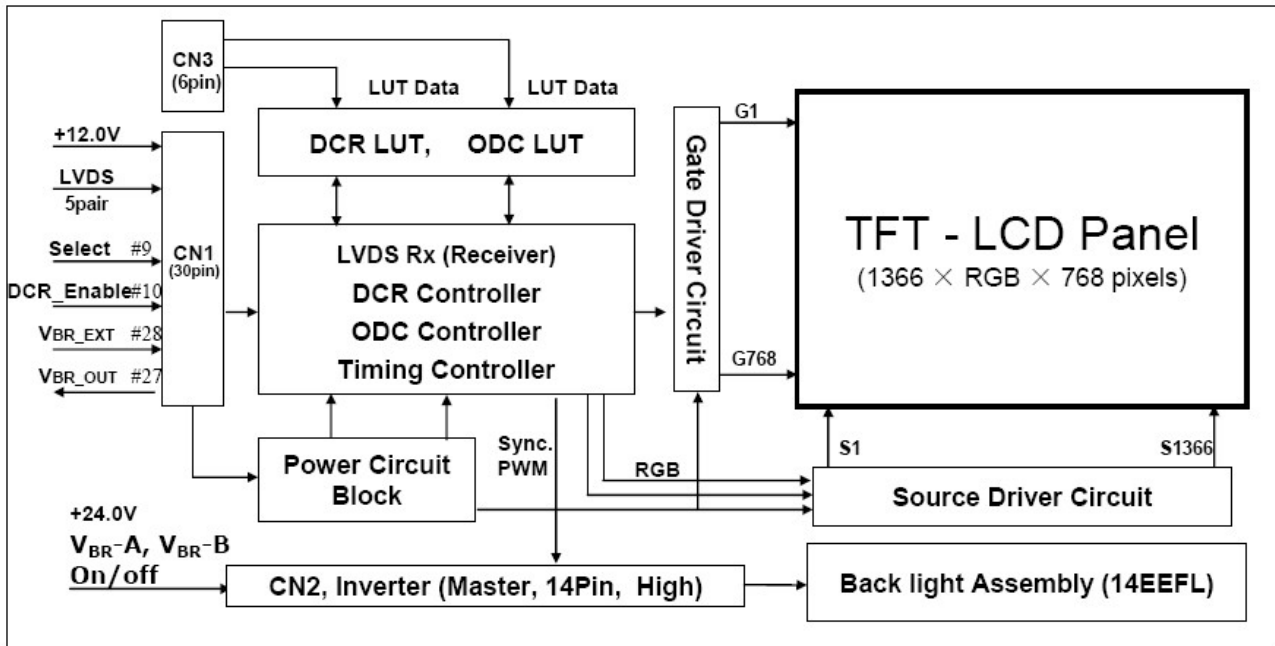 CN3
(6pin)
LUT Data
LUT Data
DCR LUT, ODC LUT
+12.0V
LVDS
5pair
Select #9
DCR_Enable#10
VBR_EXT #28
VBR_OUT #27
CN1
(30pin)
LVDS Rx (Receiver)
DCR Controller
ODC Controller
Timing Controller
Gate Driver Circuit
G1
G768
TFT - LCD Panel
(1366 × RGB × 768 pixels)
S1
S1366
Power Circuit
Block
Sync.
PWM
RGB
Source Driver Circuit
+24.0V
VBR-A, VBR-B
On/off
CN2, Inverter (Master, 14Pin, High)
Back light Assembly (14EEFL)